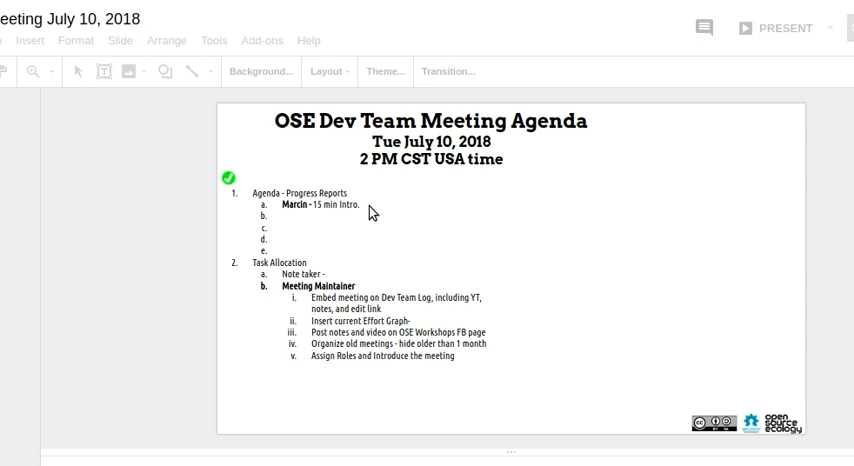 eeting July 10, 2018
Insert Format Slide Arrange Tools Add-ons Help
PRESENT
Background... Layout Theme... Transition...
OSE Dev Team Meeting Agenda
Tue July 10, 2018
2 PM CST USA time
1. Agenda - Progress Reports
a. Marcin - 15 min Intro.
b.
c.
d.
e.
2. Task Allocation
a. Note taker -
b. Meeting Maintainer
i. Embed meeting on Dev Team Log, including YT,
notes, and edit link
ii. Insert current Effort Graph-
iii. Post notes and video on OSE Workshops FB page
iv. Organize old meetings - hide older than 1 month
v. Assign Roles and Introduce the meeting
open
source
ecology